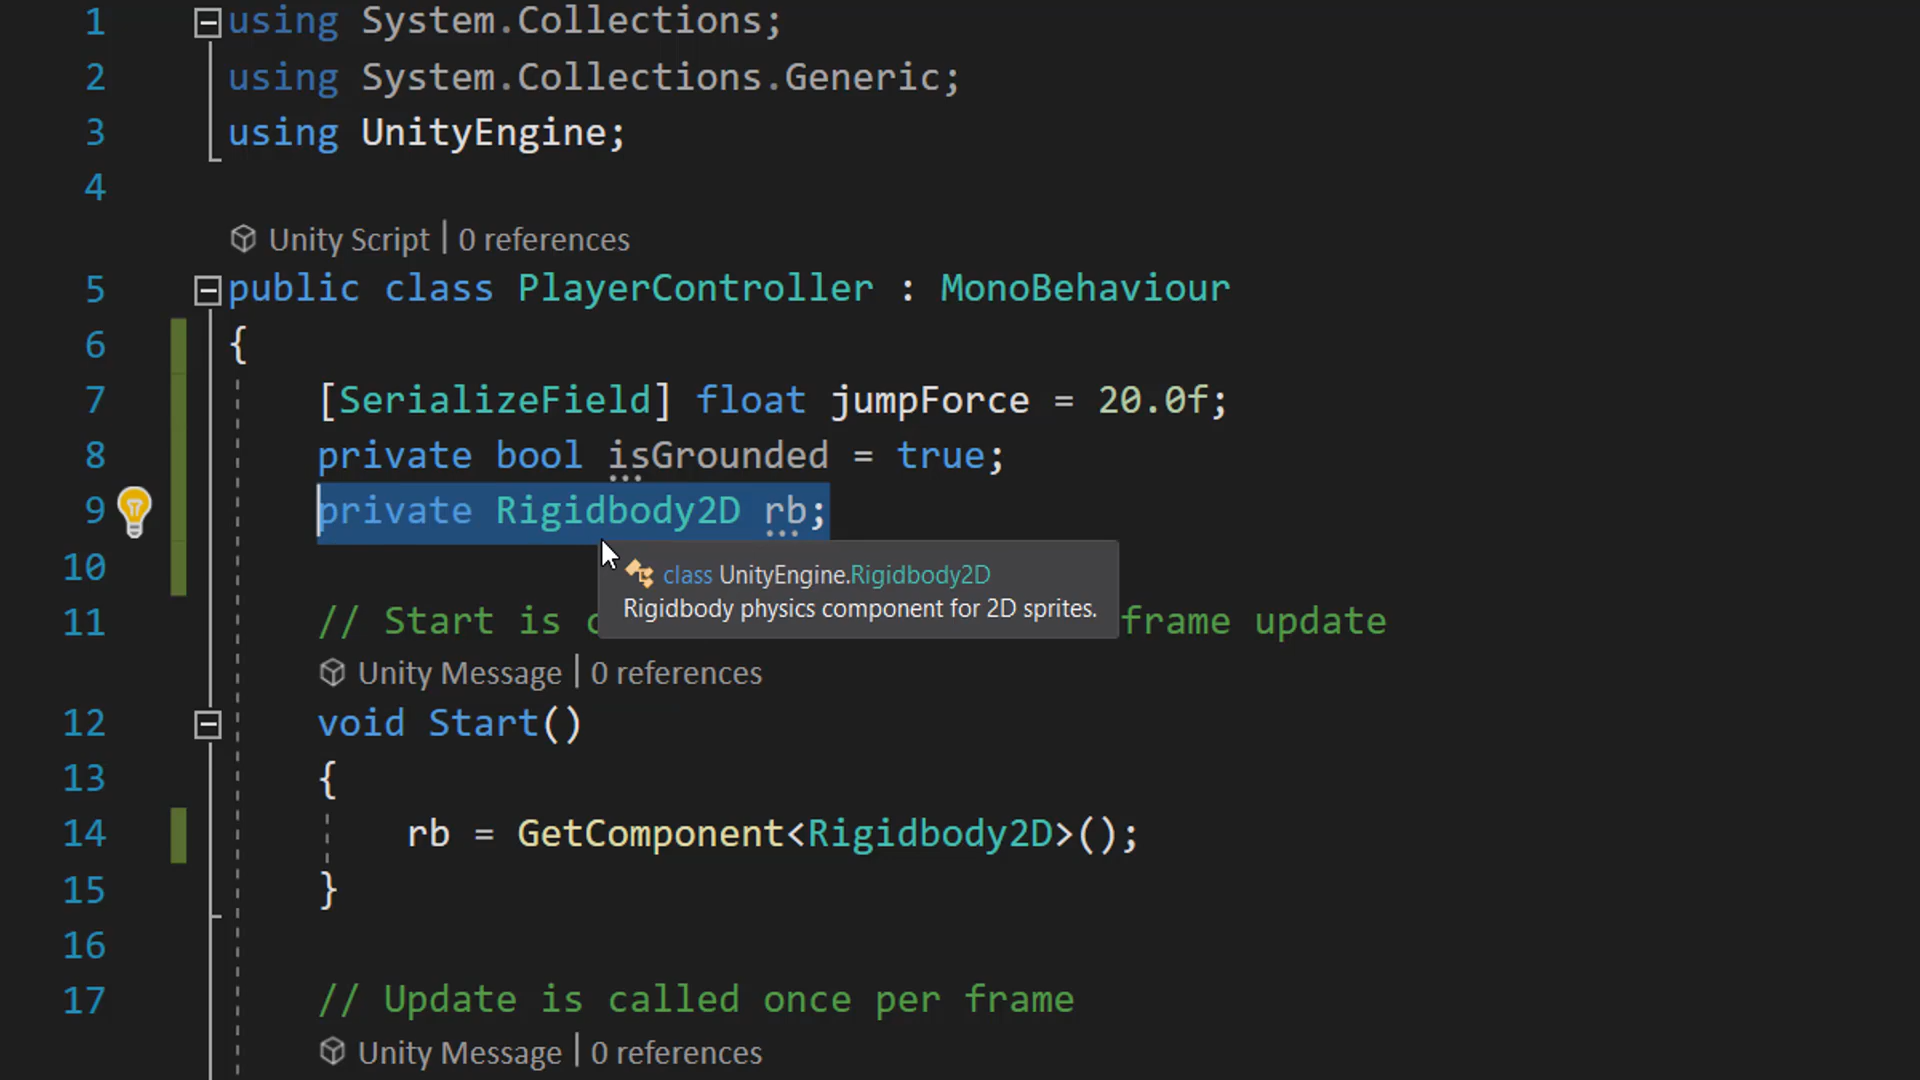 1 using System.Collections;
2 using System.Collections.Generic;
3 using UnityEngine;
4
Unity Script | 0 references
5 public class PlayerController : MonoBehaviour
6 {
7 [SerializeField] float jumpForce = 20.0f;
8 private bool isGrounded = true;
9 private Rigidbody2D rb;
10
class UnityEngine.Rigidbody2D
Rigidbody physics component for 2D sprites.
11 // Start is frame update
Unity Message | 0 references
12 void Start()
13 {
14 rb = GetComponent<Rigidbody2D>();
15 }
16
17 // Update is called once per frame
Unity Message | 0 references